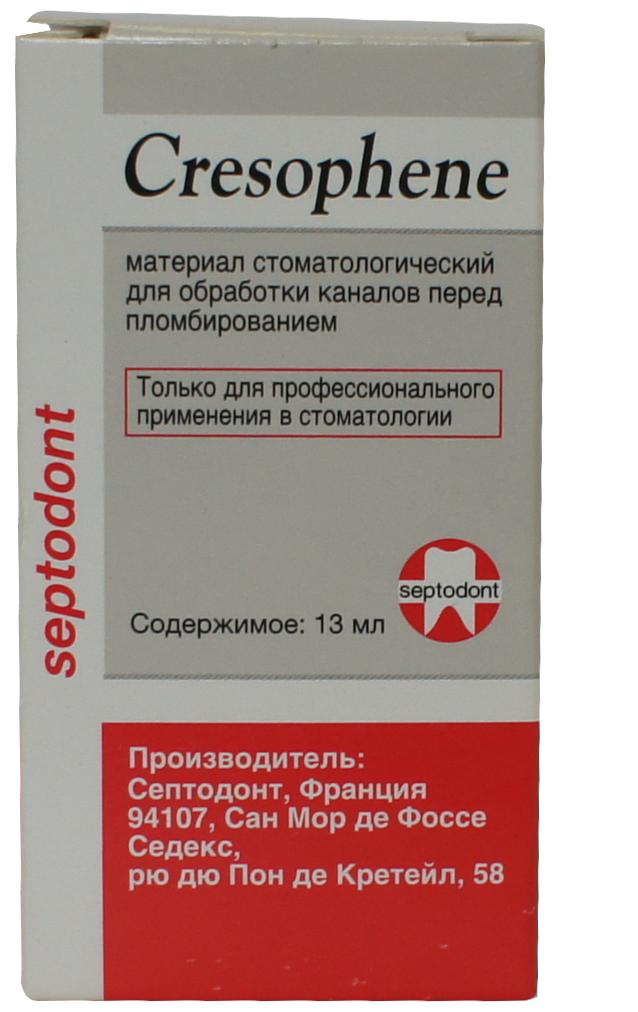 Cresophene
материал стоматологический
для обработки каналов перед
пломбированием
Только для профессионального
применения в стоматологии
septodont
septodont
Содержимое: 13 мл
Производитель:
Септодонт, Франция
94107, Сан Мор де Фоссе
Седекс,
рю дю Пон де Кретейл, 58